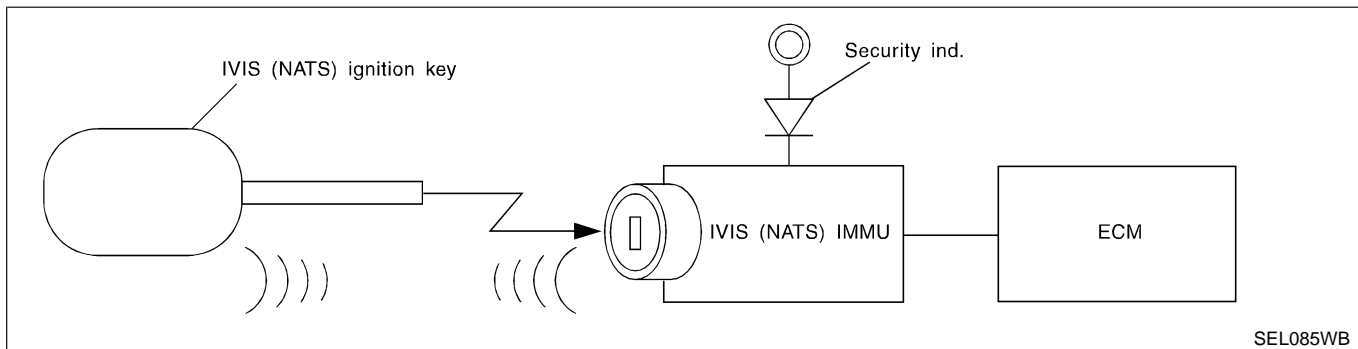 Security ind.
IVIS (NATS) ignition key
IVIS (NATS) IMMU
ECM
SEL085WB